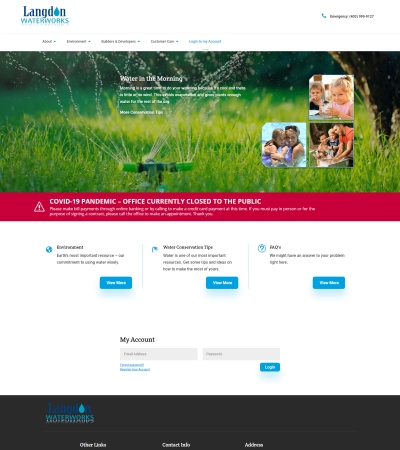 Langdon
WATERWORKS
Emergency: (403) 999-9127
About
Environment
Builders & Developers
Customer Care
Login to my Account
Water in the Morning
Morning is a great time to do your watering because it's cool and there
is little or no wind. This avoids evaporation and gives plants enough
water for the rest of the day.
More Conservation Tips
COVID-19 PANDEMIC – OFFICE CURRENTLY CLOSED TO THE PUBLIC
Please make bill payments through online banking or by calling to make a credit card payment at this time. If you must pay in person or for the
purpose of signing a contract, please call the office to make an appointment. Thank you.
Environment
Earth's most important resource – our
commitment to using water wisely.
View More
Water Conservation Tips
Water is one of our most important
resources. Get some tips and ideas on
how to make the most of yours.
View More
FAQ's
We might have an answer to your problem
right here.
View More
My Account
Email Address
Password
Forgot password?
Register Your Account
Login
Langdon
WATERWORKS
Other Links
Contact Info
Address